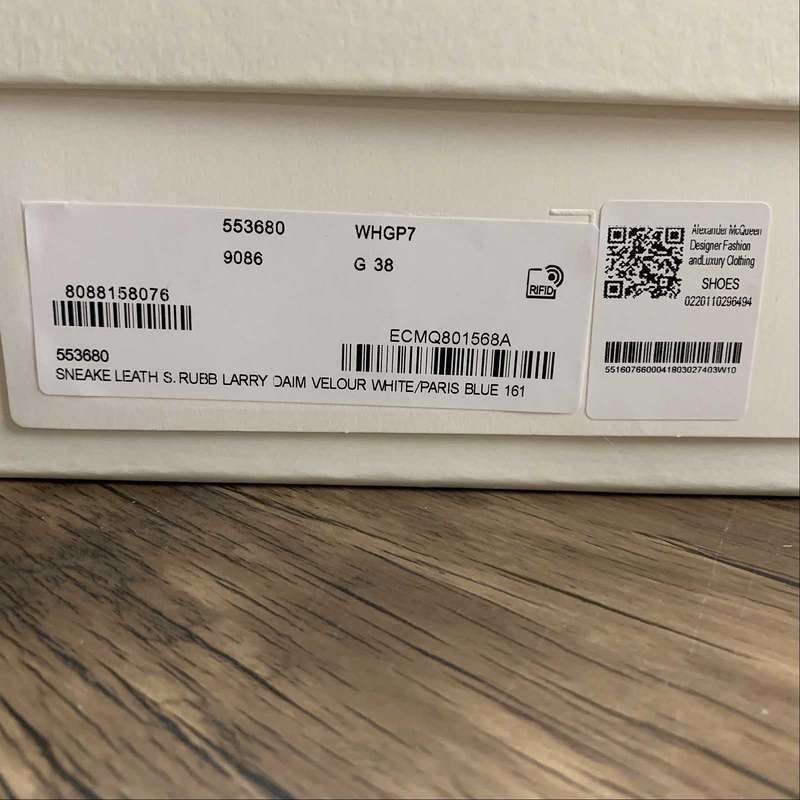 553680 WHGP7
9086 G 38
8088158076
RIFID
ECMQ801568A
553680
SNEAKE LEATH S. RUBB LARRY DAIM VELOUR WHITE/PARIS BLUE 161
Alexander McQueen
Designer Fashion
andLuxury Clothing
SHOES
0220110296494
5516076600041803027403W10